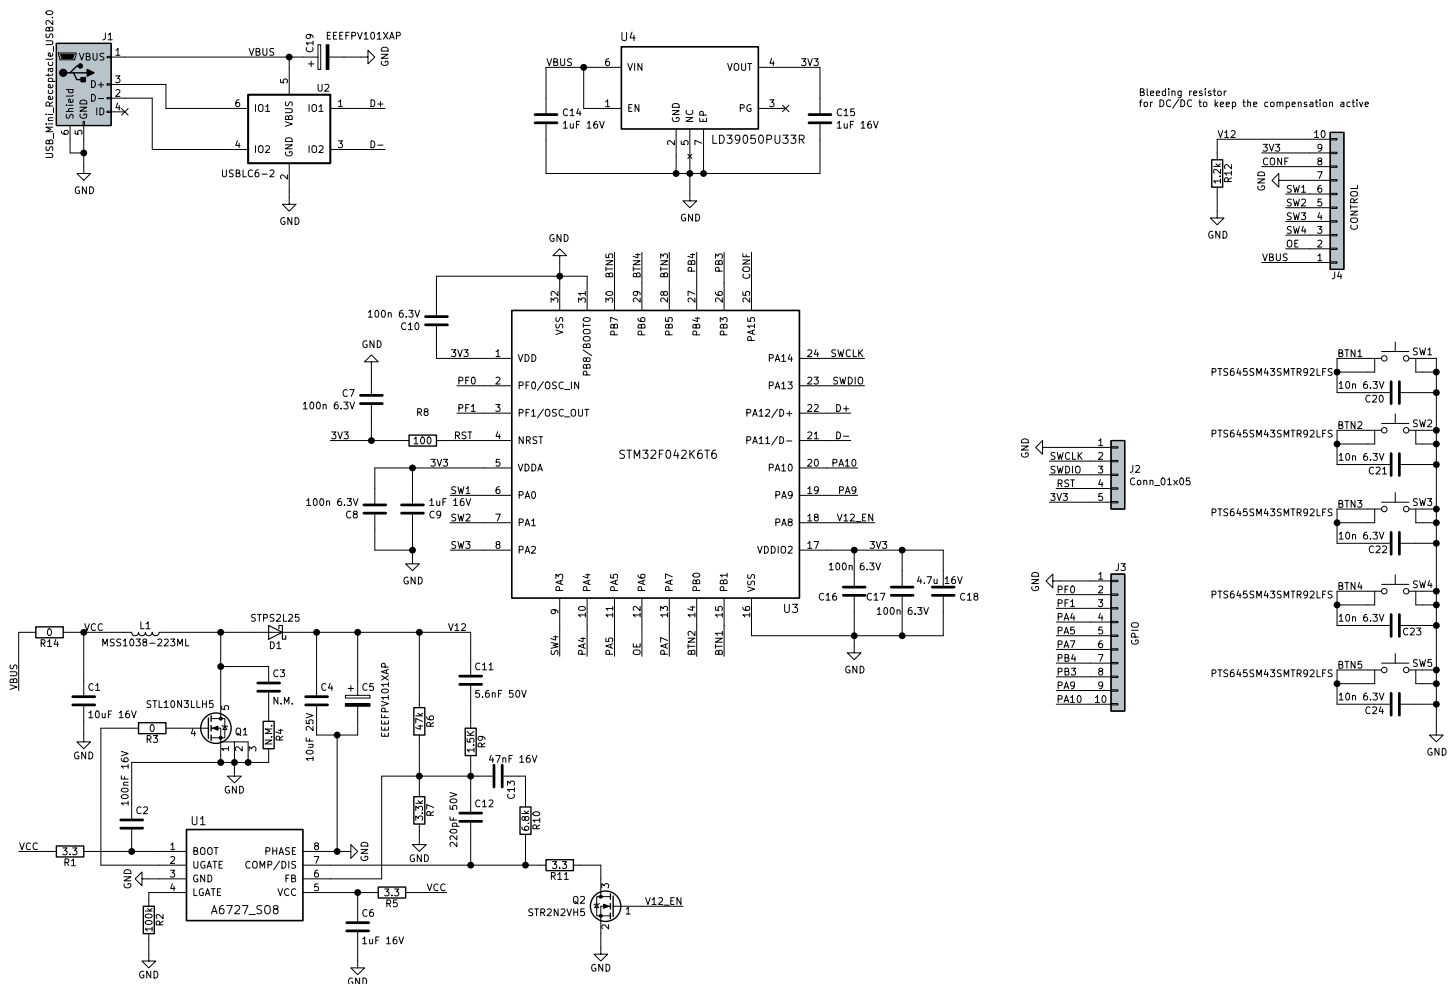 J1
USB_Mini_Receptacle_USB2.0
VBUS 1
D+ 3
D- 2
ID 4
Shield
GND
6
5
GND
VBUS
C19
+
EEEFPV101XAP
GND
U2
5
VBUS
6 IO1
IO1 1 D+
4 IO2
IO2 3 D-
GND
2
USBLC6-2
GND
U4
VBUS
6 VIN
VOUT 4 3V3
1 EN
PG 3
GND
NC
EP
2
5
7
LD39050PU33R
C14
1uF 16V
C15
1uF 16V
GND
Bleeding resistor
for DC/DC to keep the compensation active
V12
1.2k
R12
GND
10
3V3 9
CONF 8
GND 7
SW1 6
SW2 5
SW3 4
SW4 3
OE 2
VBUS 1
CONTROL
J4
GND
100n 6.3V
C10
GND
C7
100n 6.3V
3V3
R8
100
RST
3V3
100n 6.3V
C8
1uF 16V
C9
GND
32 VSS
31 PB8/BOOT0
BTN5 30 PB7
BTN4 29 PB6
BTN3 28 PB5
PB4 27 PB4
PB3 26 PB3
CONF 25 PA15
3V3 1 VDD
PF0 2 PF0/OSC_IN
PF1 3 PF1/OSC_OUT
4 NRST
5 VDDA
SW1 6 PA0
SW2 7 PA1
SW3 8 PA2
STM32F042K6T6
PA14 24 SWCLK
PA13 23 SWDIO
PA12/D+ 22 D+
PA11/D- 21 D-
PA10 20 PA10
PA9 19 PA9
PA8 18 V12_EN
VDDIO2 17 3V3
PA3 9 SW4
PA4 10 PA4
PA5 11 PA5
PA6 12 OE
PA7 13 PA7
PB0 14 BTN2
PB1 15 BTN1
VSS 16
U3
100n 6.3V
C16
C17
100n 6.3V
4.7u 16V
C18
GND
GND 1
SWCLK 2
SWDIO 3
RST 4
3V3 5
J2
Conn_01x05
J3
GND 1
PF0 2
PF1 3
PA4 4
PA5 5
PA7 6
PB4 7
PB3 8
PA9 9
PA10 10
GPIO
BTN1 SW1
PTS645SM43SMTR92LFS
10n 6.3V
C20
BTN2 SW2
PTS645SM43SMTR92LFS
10n 6.3V
C21
BTN3 SW3
PTS645SM43SMTR92LFS
10n 6.3V
C22
BTN4 SW4
PTS645SM43SMTR92LFS
10n 6.3V
C23
BTN5 SW5
PTS645SM43SMTR92LFS
10n 6.3V
C24
GND
VBUS
0
R14
VCC
L1
MSS1038-223ML
STPS2L25
D1
V12
C1
10uF 16V
GND
STL10N3LLH5
5
4
Q1
1
2
3
0
R3
C3
N.M.
N.M.
R4
GND
C4
10uF 25V
+
C5
EEEFPV101XAP
47k
R6
3.3k
R7
GND
C11
5.6nF 50V
1.5K
R9
47nF 16V
C13
C12
220pF 50V
6.8k
R10
100nF 16V
C2
VCC
3.3
R1
U1
1 BOOT
2 UGATE
GND 3 GND
4 LGATE
PHASE 8 GND
COMP/DIS 7
FB 6
VCC 5
A6727_SO8
100k
R2
GND
3.3
R5
VCC
C6
1uF 16V
GND
3.3
R11
3
Q2
STR2N2VH5
1
V12_EN
2
GND